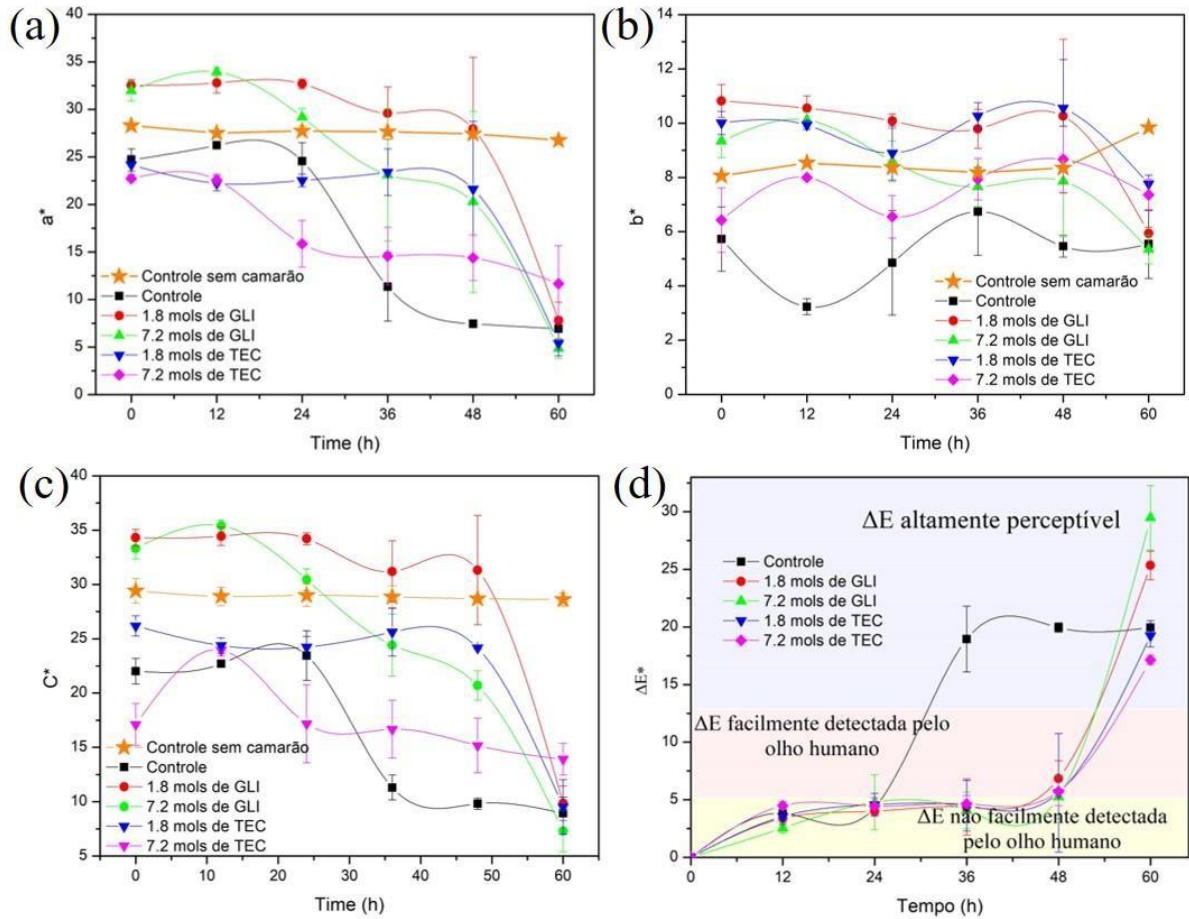 (a)
40
35
30
25
20
15
10
5
0
a*
Controle sem camarão
Controle
1.8 mols de GLI
7.2 mols de GLI
1.8 mols de TEC
7.2 mols de TEC
0 12 24 36 48 60
Time (h)
(b)
14
12
10
8
6
4
2
0
b*
Controle sem camarão
Controle
1.8 mols de GLI
7.2 mols de GLI
1.8 mols de TEC
7.2 mols de TEC
0 12 24 36 48 60
Time (h)
(c)
40
35
30
25
20
15
10
5
C*
Controle sem camarão
Controle
1.8 mols de GLI
7.2 mols de GLI
1.8 mols de TEC
7.2 mols de TEC
0 10 20 30 40 50 60
Time (h)
(d)
30
25
20
15
10
5
0
ΔE*
ΔE altamente perceptível
Controle
1.8 mols de GLI
7.2 mols de GLI
1.8 mols de TEC
7.2 mols de TEC
ΔE facilmente detectada pelo
olho humano
ΔE não facilmente detectada
pelo olho humano
0 12 24 36 48 60
Tempo (h)